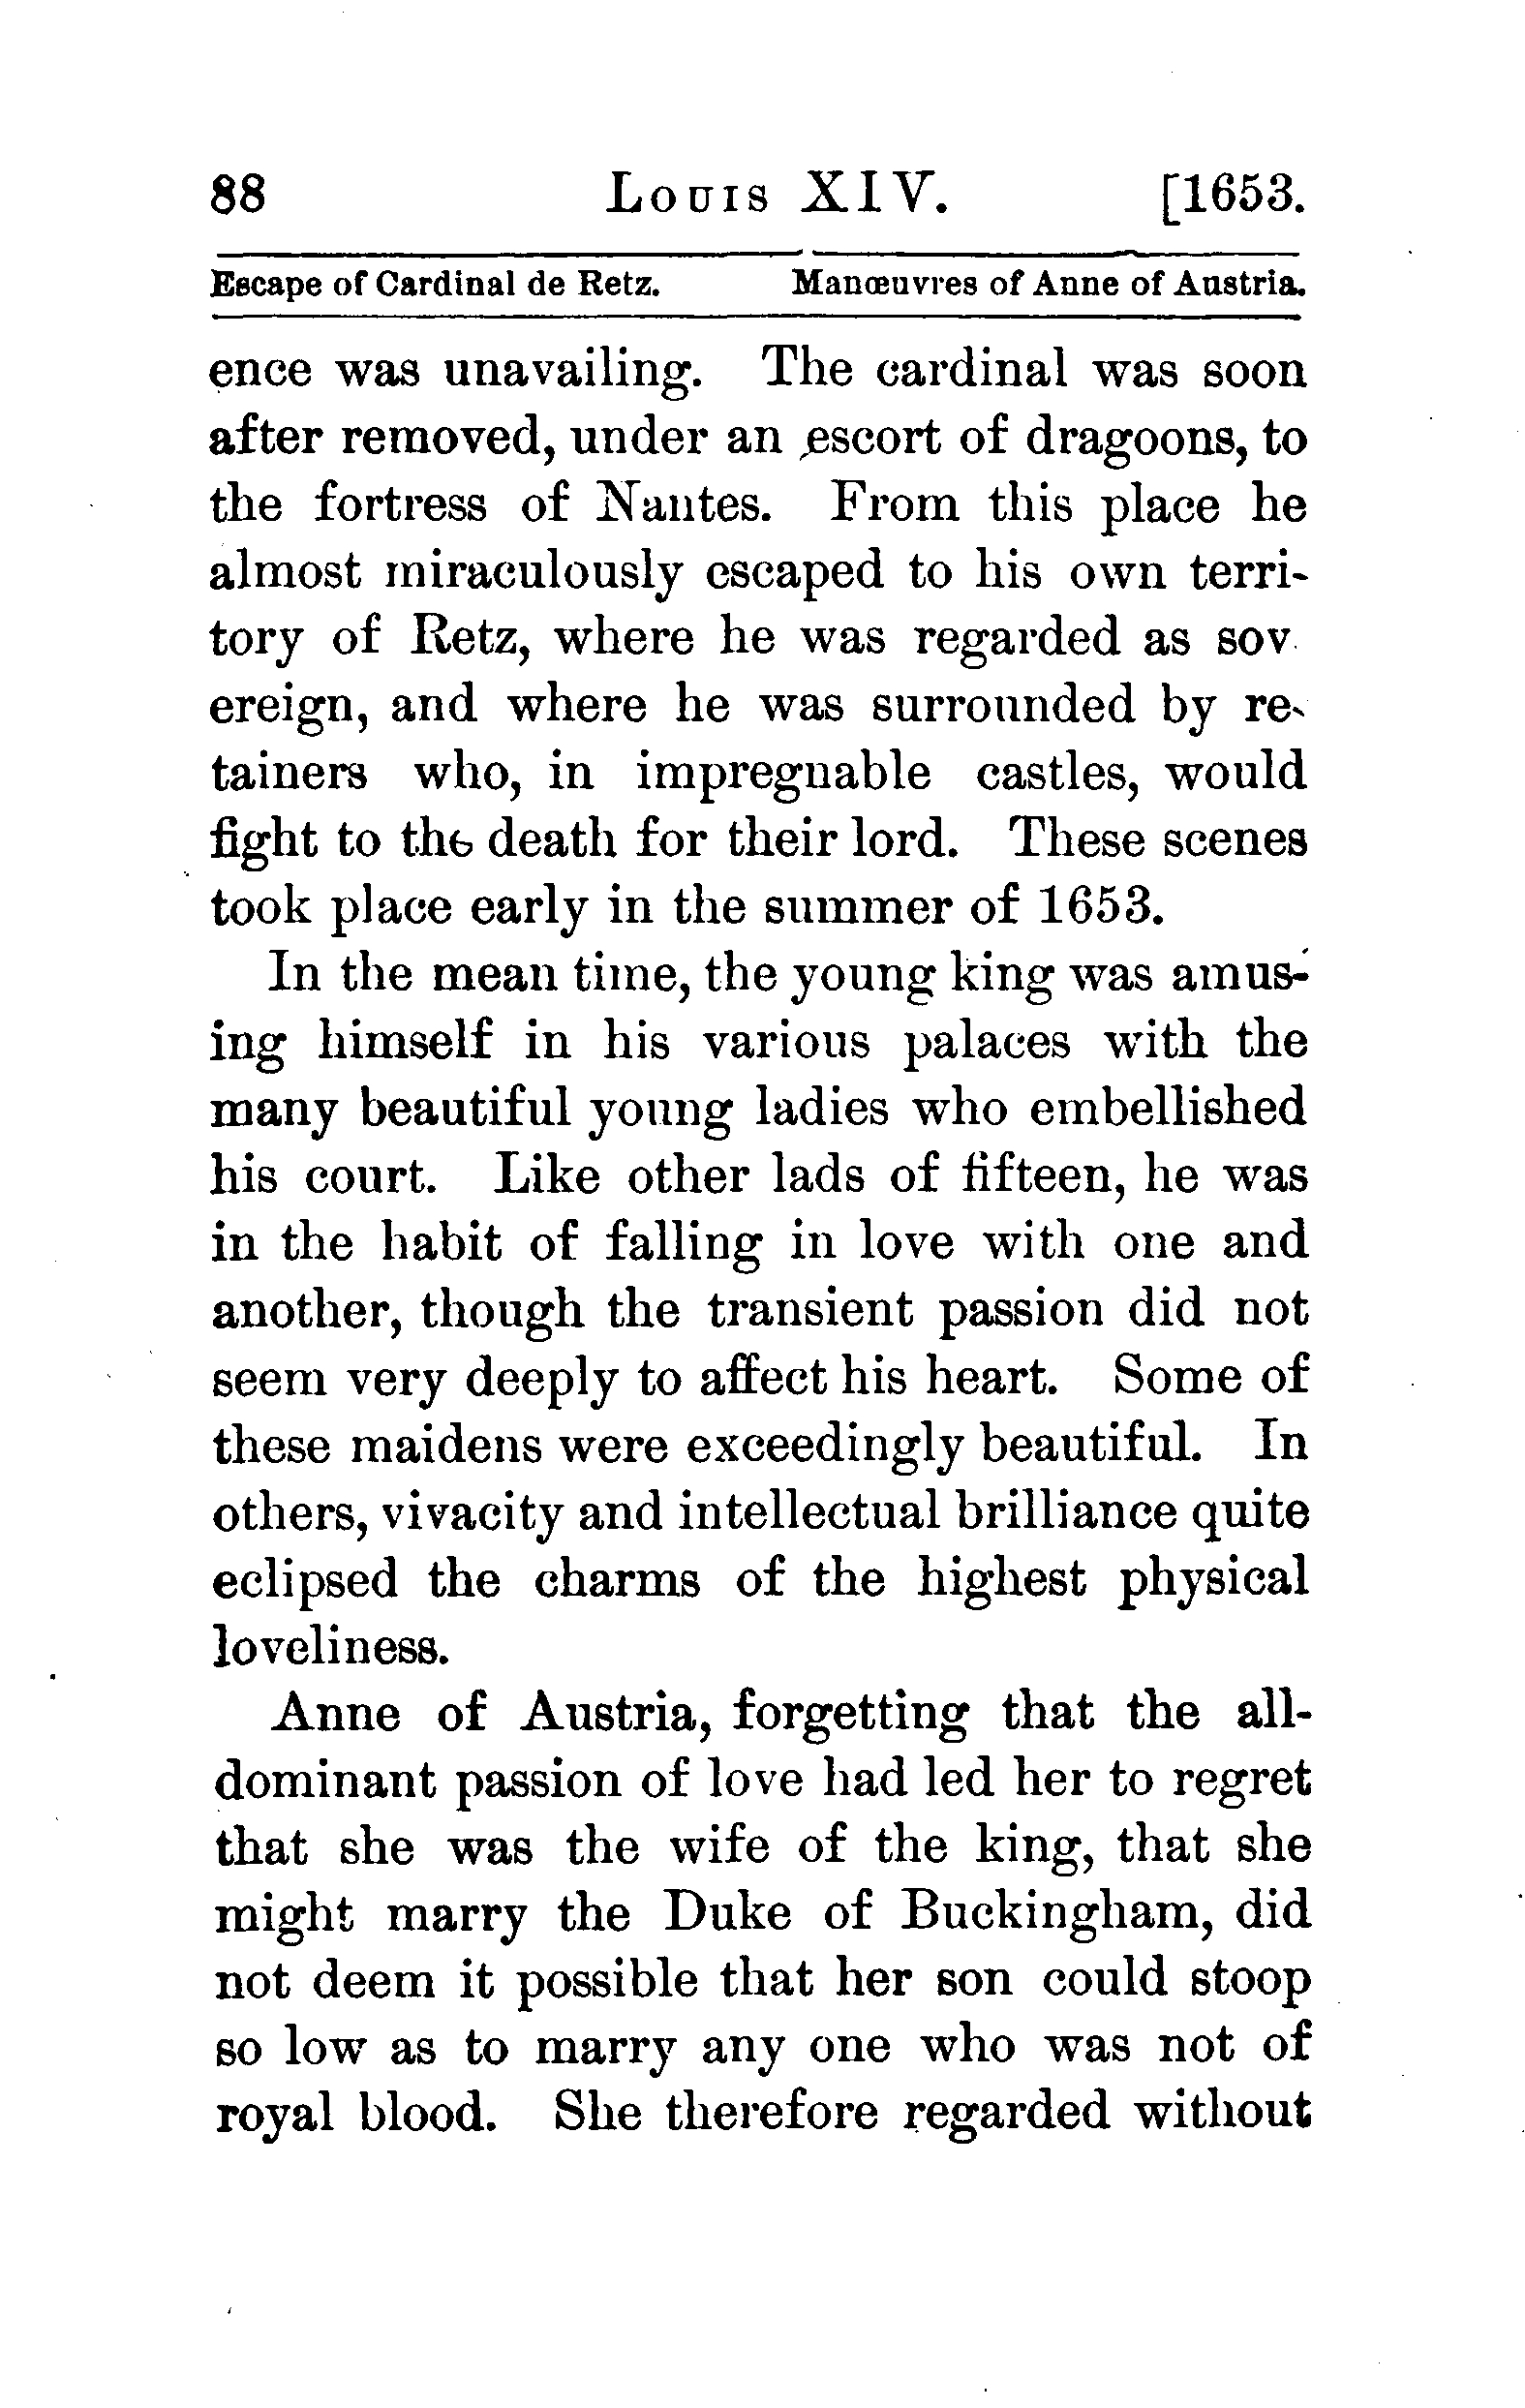 88 Louis XIV. [1653.
Escape of Cardinal de Retz. Manœuvres of Anne of Austria.
ence was unavailing. The cardinal was soon
after removed, under an escort of dragoons, to
the fortress of Nantes. From this place he
almost miraculously escaped to his own terri-
tory of Retz, where he was regarded as sov
ereign, and where he was surrounded by re-
tainers who, in impregnable castles, would
fight to the death for their lord. These scenes
took place early in the summer of 1653.
In the mean time, the young king was amus-
ing himself in his various palaces with the
many beautiful young ladies who embellished
his court. Like other lads of fifteen, he was
in the habit of falling in love with one and
another, though the transient passion did not
seem very deeply to affect his heart. Some of
these maidens were exceedingly beautiful. In
others, vivacity and intellectual brilliance quite
eclipsed the charms of the highest physical
loveliness.
Anne of Austria, forgetting that the all-
dominant passion of love had led her to regret
that she was the wife of the king, that she
might marry the Duke of Buckingham, did
not deem it possible that her son could stoop
so low as to marry any one who was not of
royal blood. She therefore regarded without